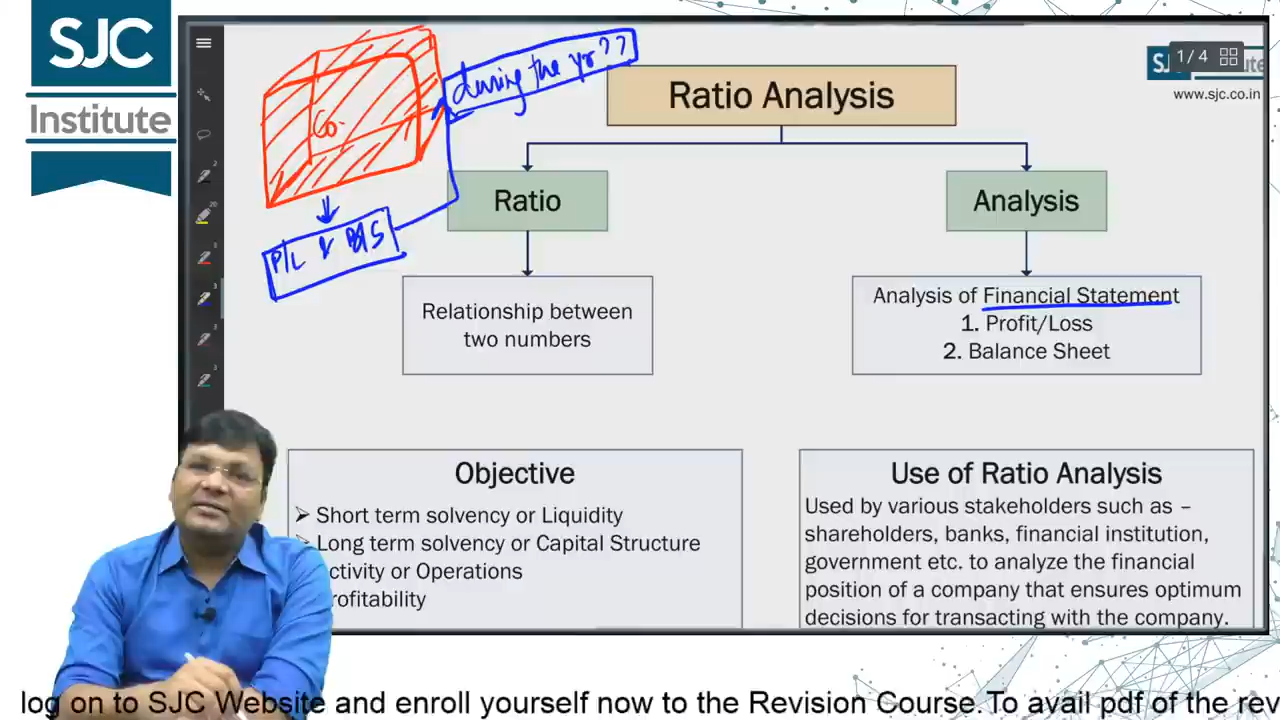 SJC
Institute
during the yr??
Co.
P/L & B/S
1/4
SJ
www.sjc.co.in
Ratio Analysis
Ratio
Analysis
Relationship between
two numbers
Analysis of Financial Statement
1. Profit/Loss
2. Balance Sheet
Objective
Short term solvency or Liquidity
Long term solvency or Capital Structure
ctivity or Operations
rofitability
Use of Ratio Analysis
Used by various stakeholders such as –
shareholders, banks, financial institution,
government etc. to analyze the financial
position of a company that ensures optimum
decisions for transacting with the company.
log on to SJC Website and enroll yourself now to the Revision Course.To avail pdf of the rev